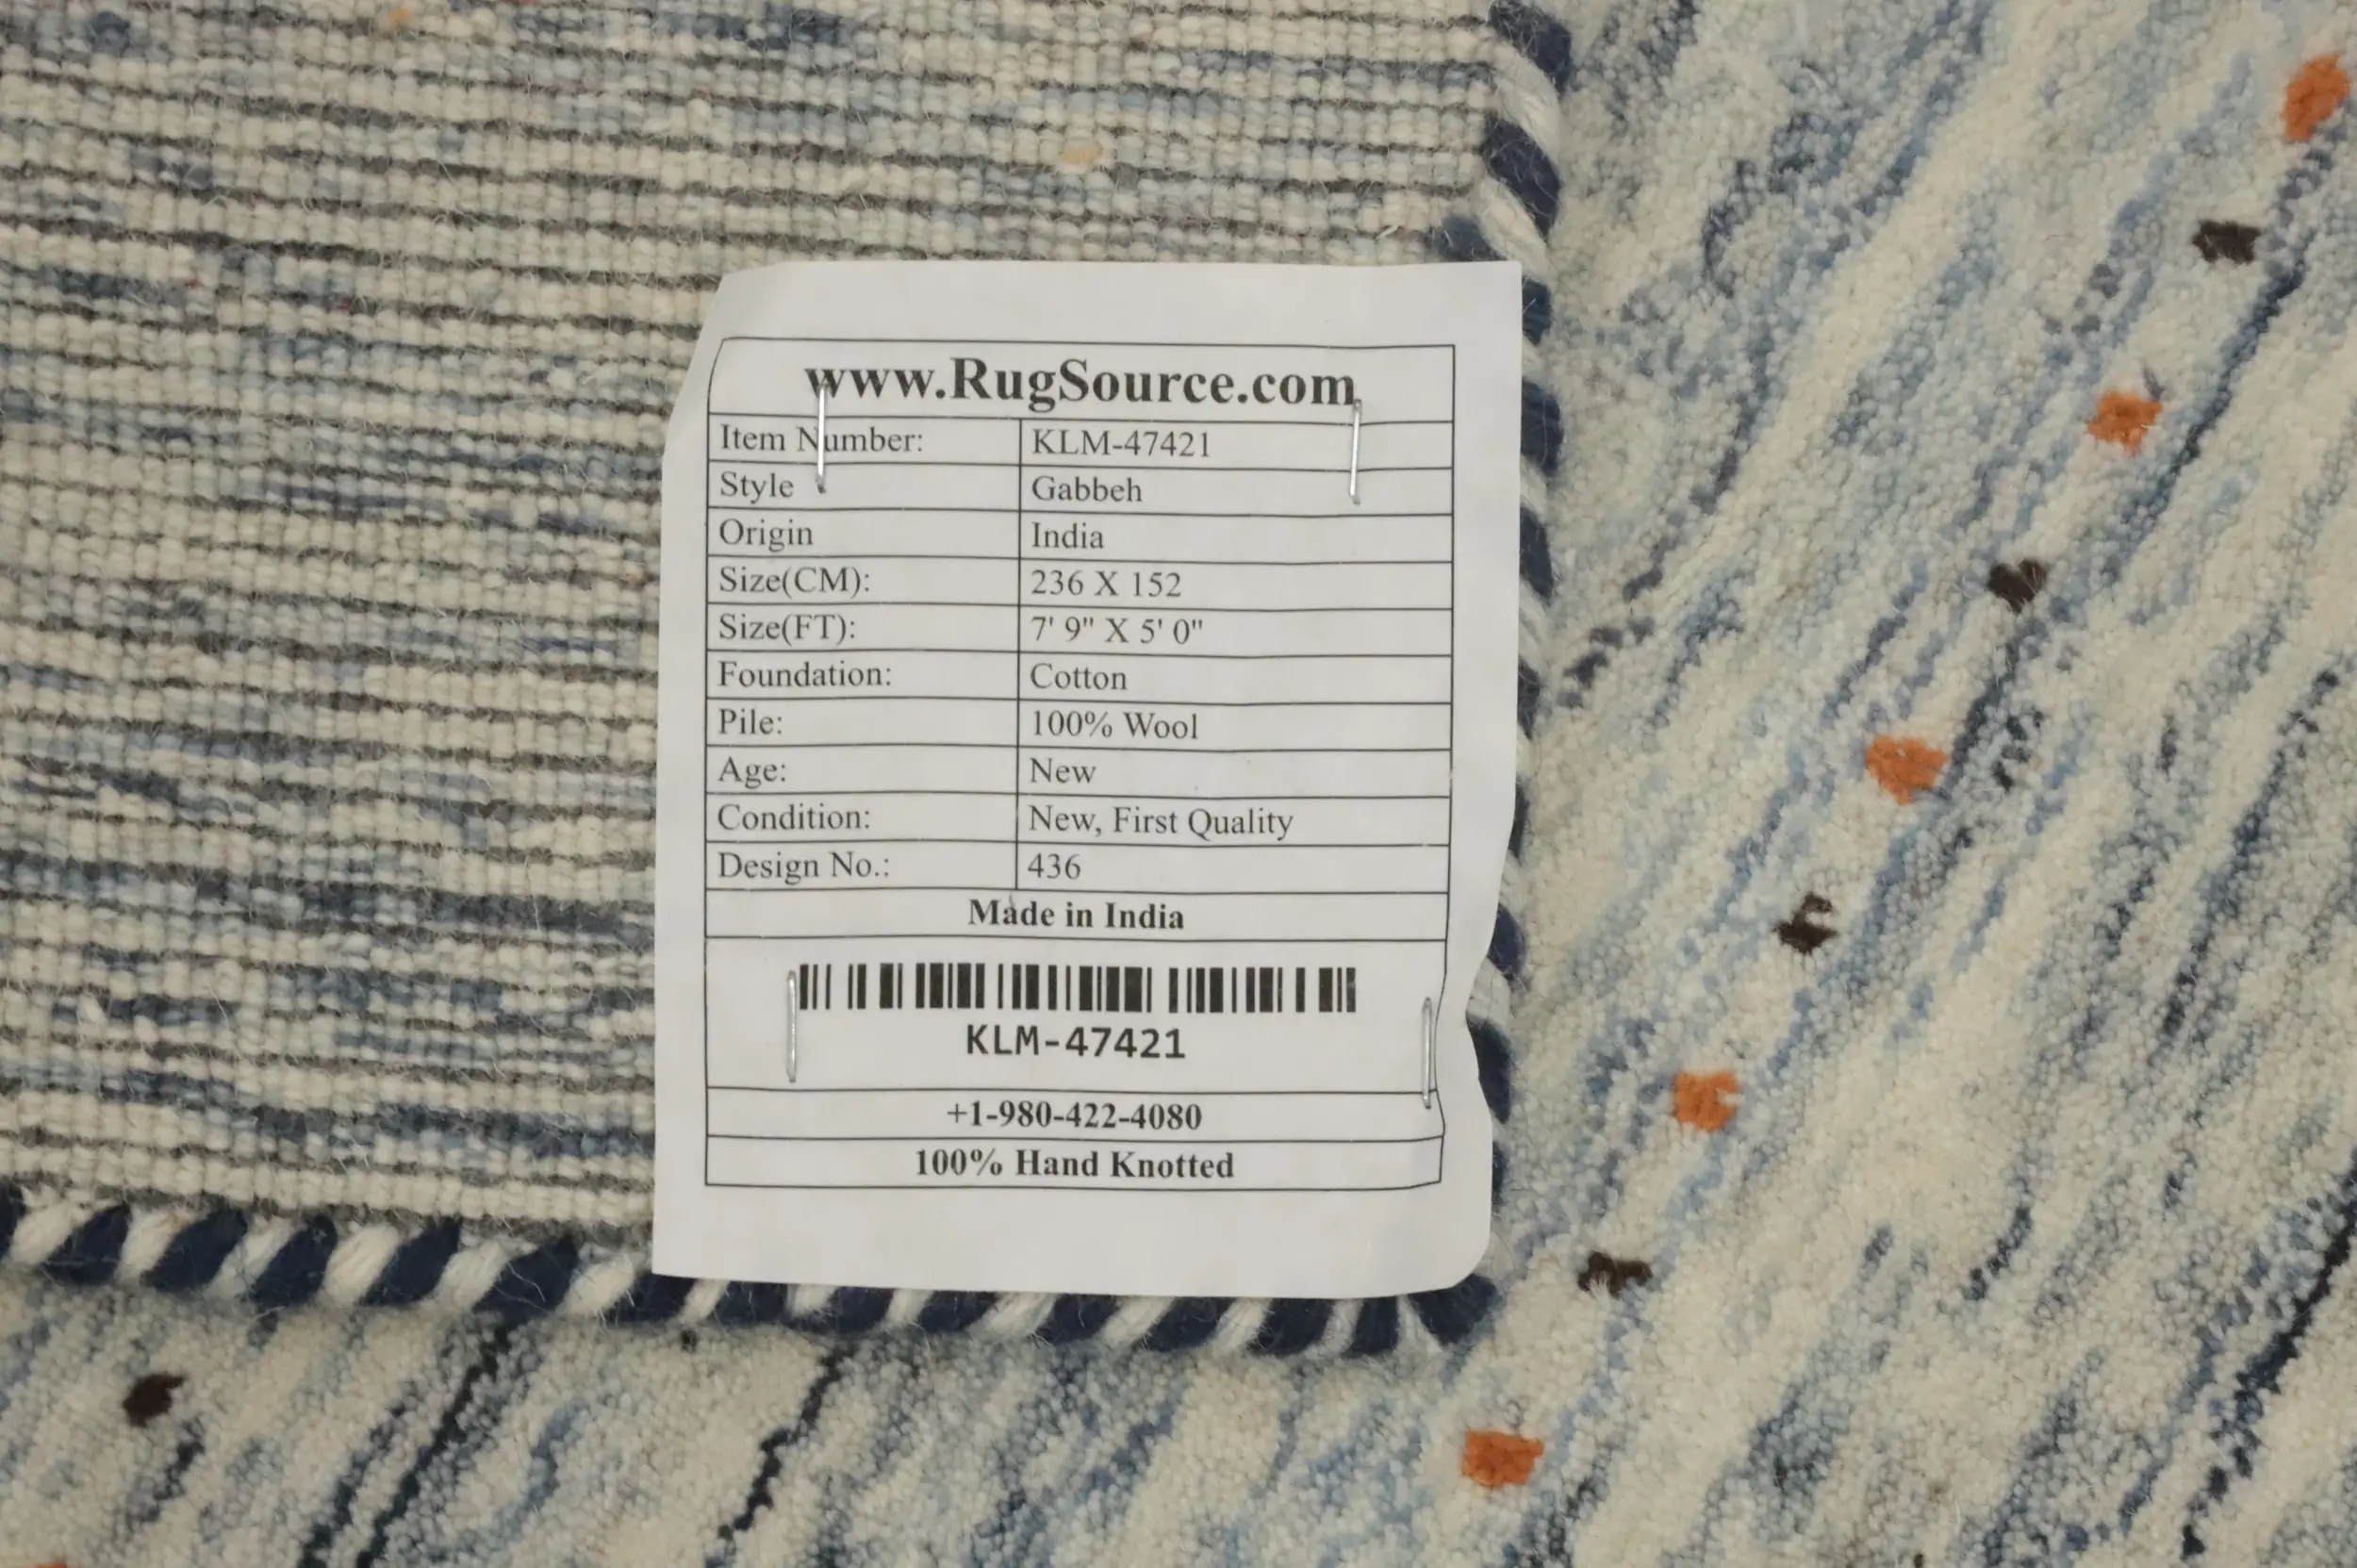 www.RugSource.com
Item Number: KLM-47421
Style Gabbeh
Origin India
Size(CM): 236 X 152
Size(FT): 7' 9" X 5' 0"
Foundation: Cotton
Pile: 100% Wool
Age: New
Condition: New, First Quality
Design No.: 436
Made in India
KLM-47421
+1-980-422-4080
100% Hand Knotted